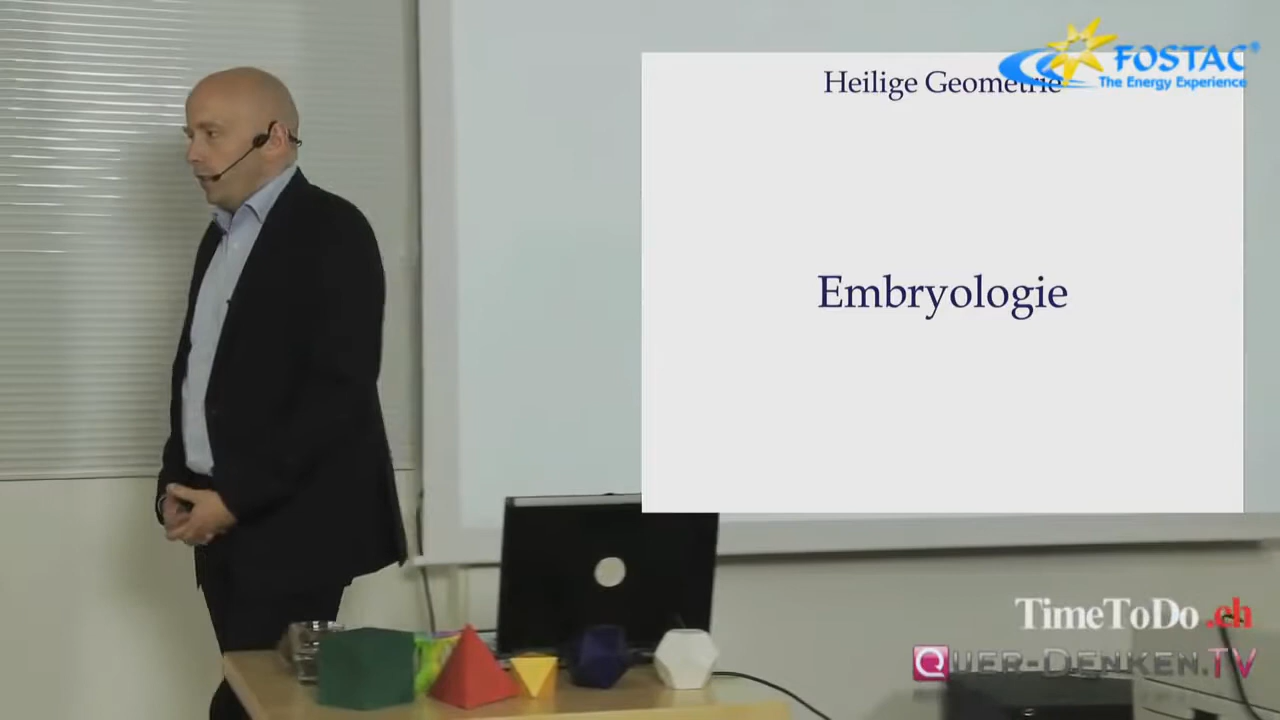 FOSTAC®
The Energy Experience
Heilige Geometrie
Embryologie
TimeToDo.ch
QUER-DENKEN.TV